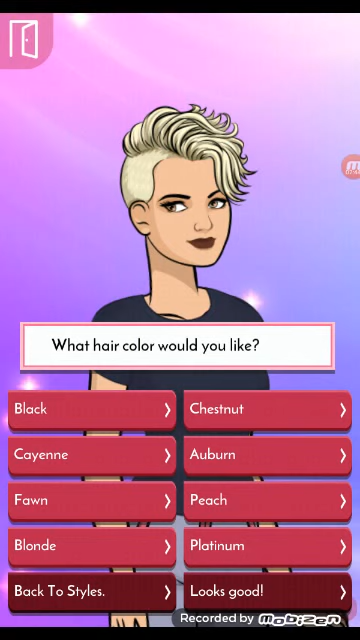 What hair color would you like?
Black
Chestnut
Cayenne
Auburn
Fawn
Peach
Blonde
Platinum
Back To Styles.
Looks good!
Recorded by mobizen